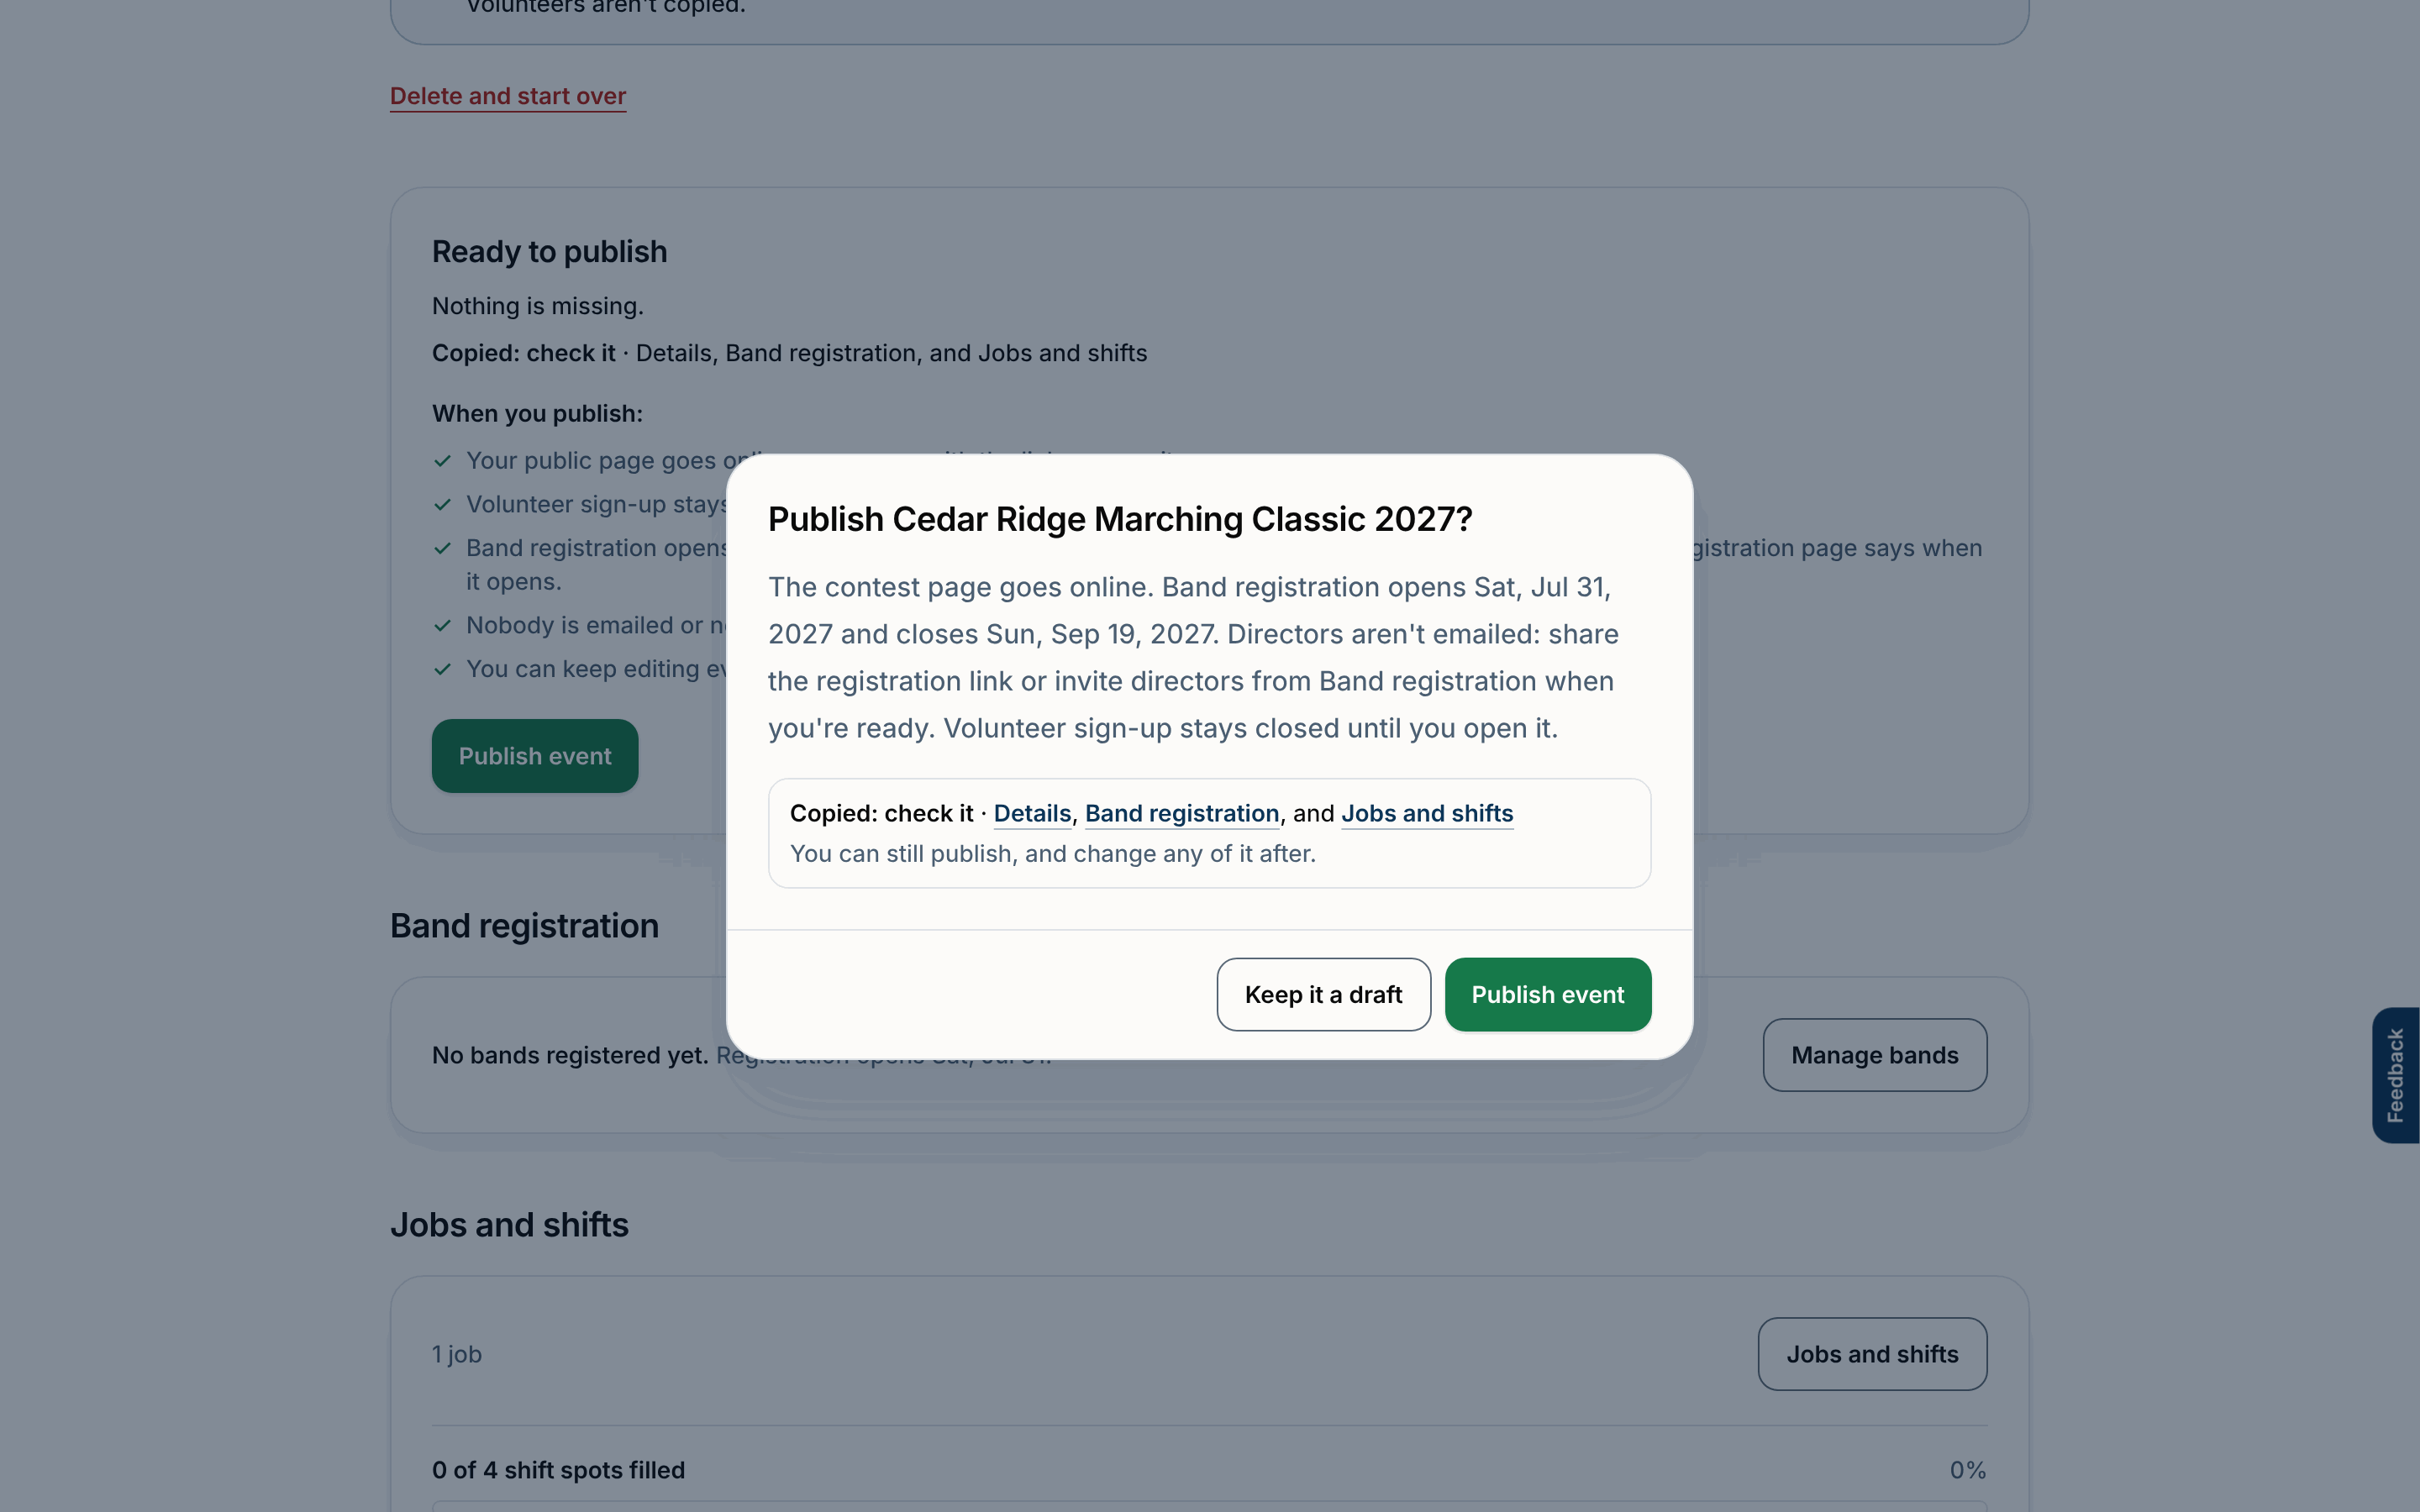 Volunteers aren't copied.
Delete and start over
Ready to publish
Nothing is missing.
Copied: check it · Details, Band registration, and Jobs and shifts
When you publish:
Your public page goes
Volunteer sign-up stays
Band registration opens
registration page says when
it opens.
Nobody is emailed or
You can keep editing
Publish event
Publish Cedar Ridge Marching Classic 2027?
The contest page goes online. Band registration opens Sat, Jul 31,
2027 and closes Sun, Sep 19, 2027. Directors aren't emailed: share
the registration link or invite directors from Band registration when
you're ready. Volunteer sign-up stays closed until you open it.
Copied: check it · Details, Band registration, and Jobs and shifts
You can still publish, and change any of it after.
Keep it a draft
Publish event
Band registration
No bands registered yet. Registration opens Sat, Jul 31.
Manage bands
Feedback
Jobs and shifts
1 job
Jobs and shifts
0 of 4 shift spots filled
0%